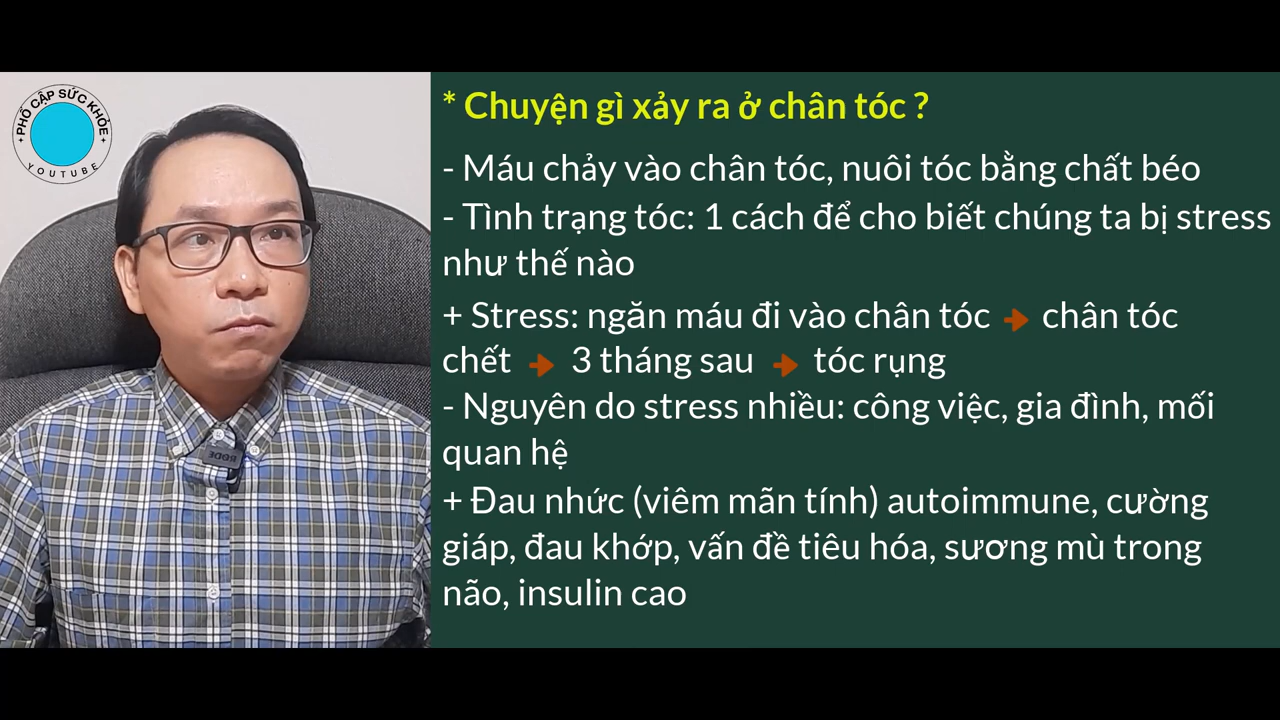 PHỔ CẬP SỨC KHỎE
YOUTUBE
* Chuyện gì xảy ra ở chân tóc ?
- Máu chảy vào chân tóc, nuôi tóc bằng chất béo
- Tình trạng tóc: 1 cách để cho biết chúng ta bị stress
như thế nào
+ Stress: ngăn máu đi vào chân tóc ➜ chân tóc
chết ➜ 3 tháng sau ➜ tóc rụng
- Nguyên do stress nhiều: công việc, gia đình, mối
quan hệ
+ Đau nhức (viêm mãn tính) autoimmune, cường
giáp, đau khớp, vấn đề tiêu hóa, sương mù trong
não, insulin cao
RODE